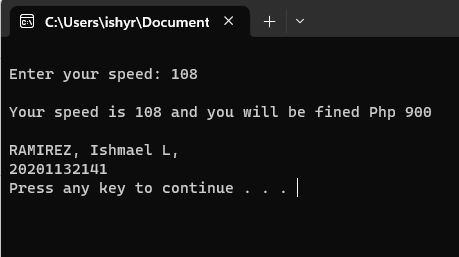 C:\Users\ishyr\Document
Enter your speed: 108
Your speed is 108 and you will be fined Php 900
RAMIREZ, Ishmael L,
20201132141
Press any key to continue . . .